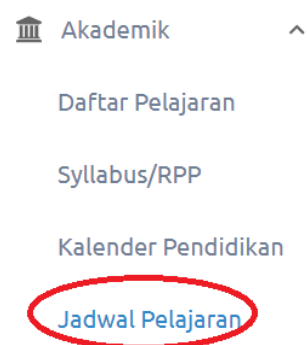 Akademik
Daftar Pelajaran
Syllabus/RPP
Kalender Pendidikan
Jadwal Pelajaran